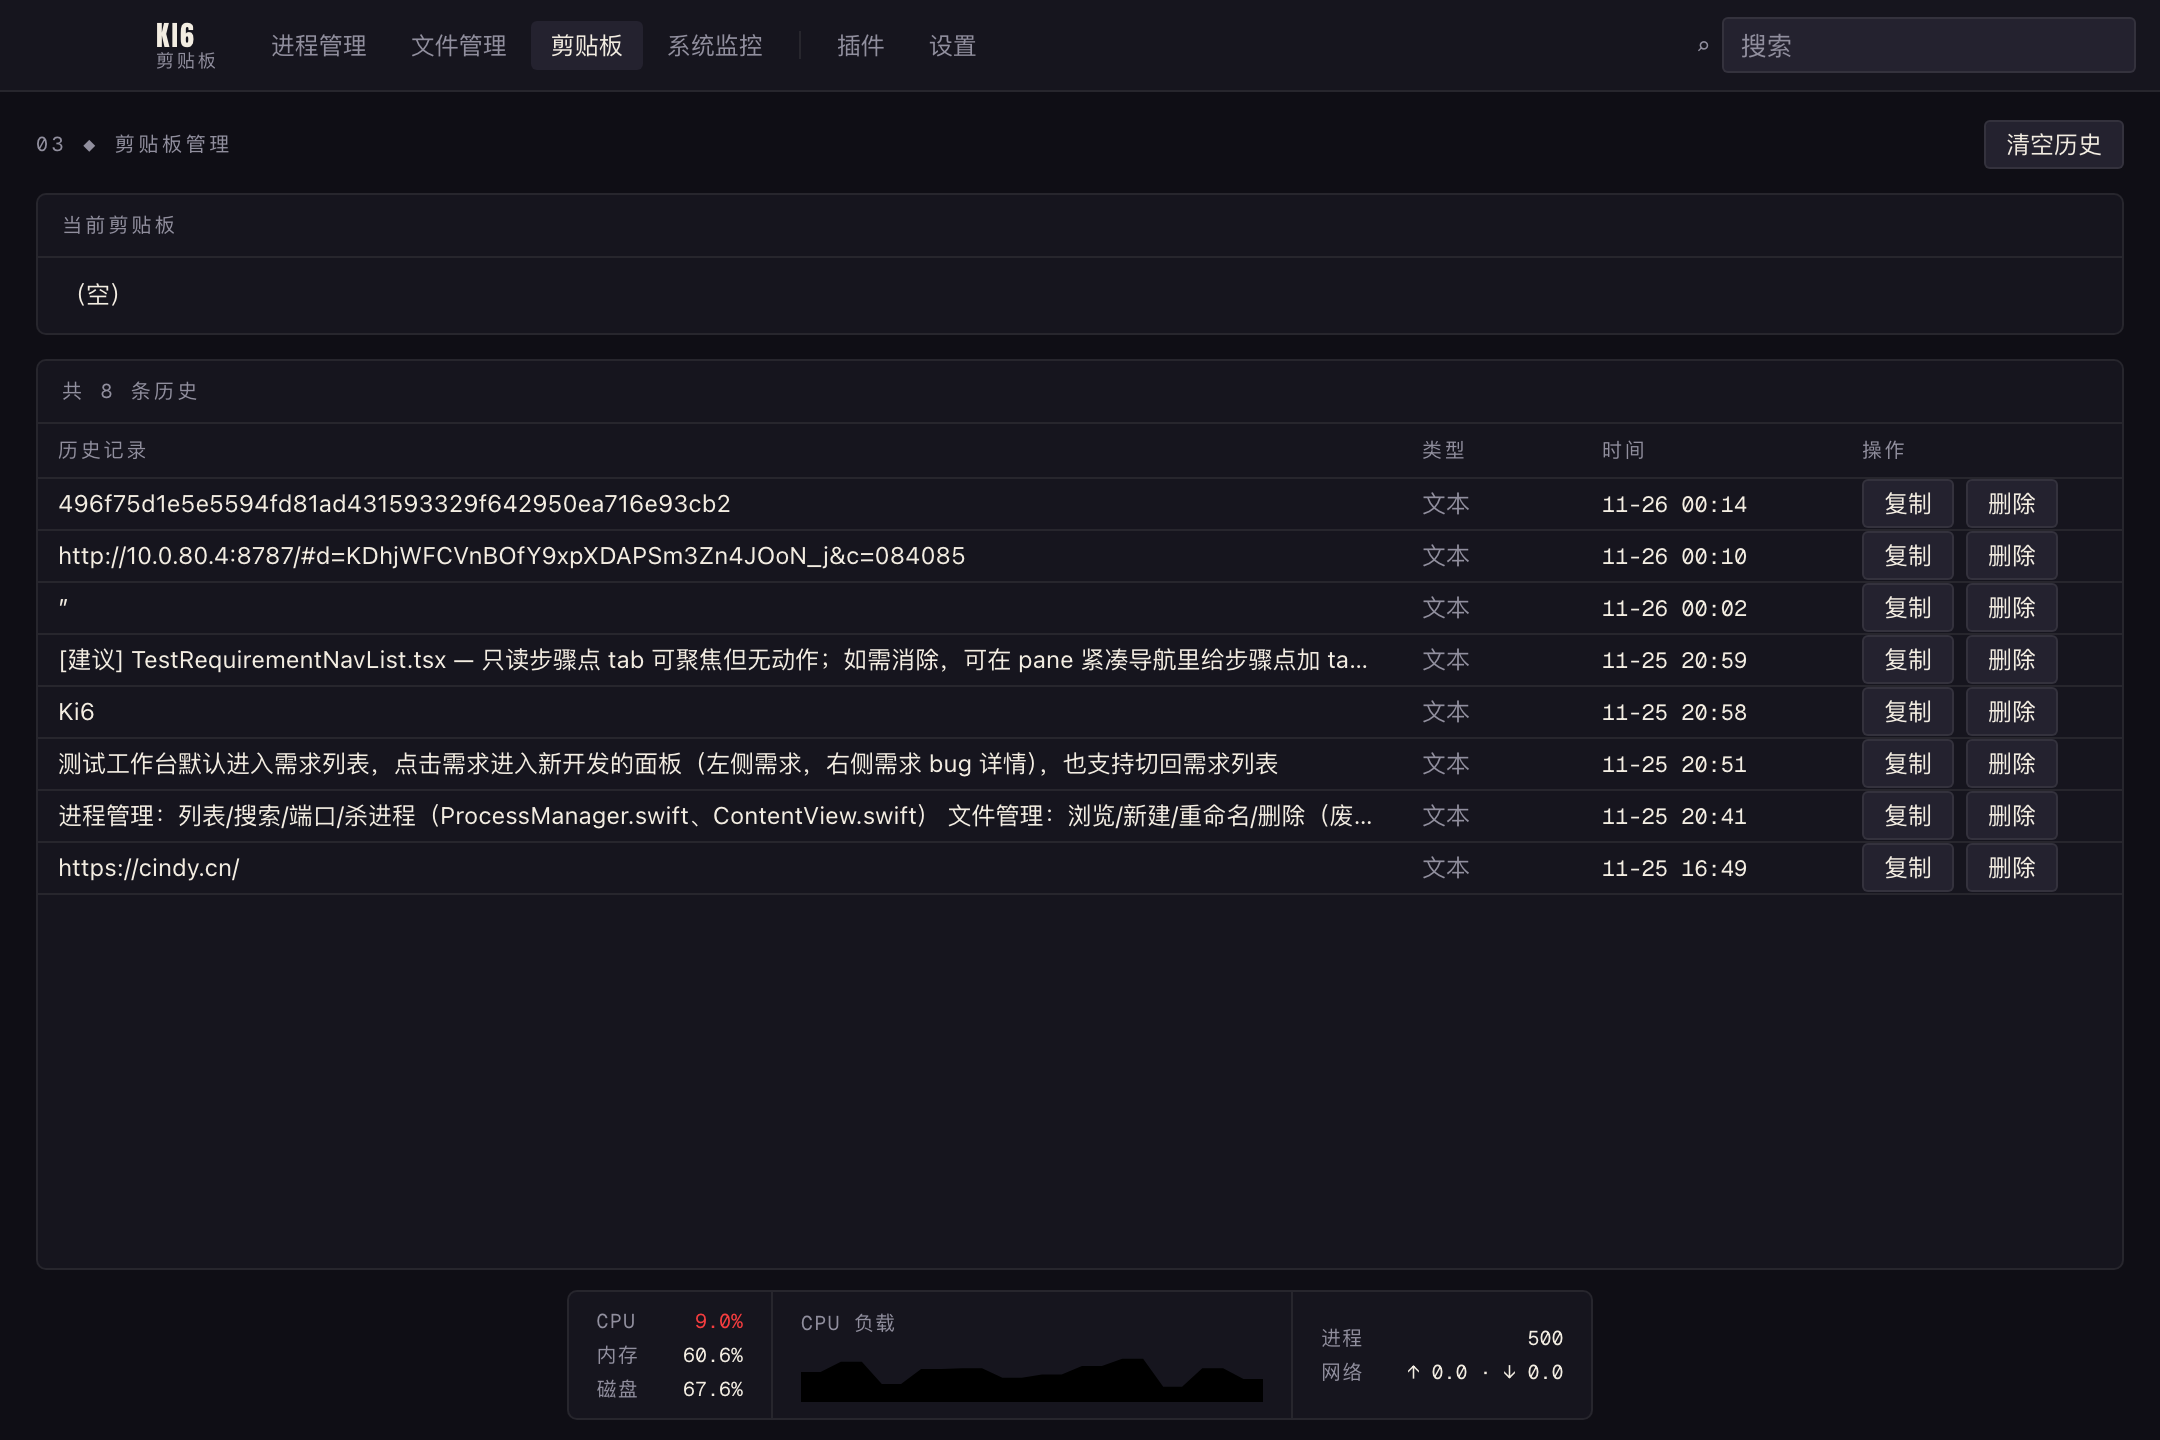 KI6
剪贴板
进程管理 文件管理 剪贴板 系统监控 插件 设置
搜索
03 ◆ 剪贴板管理
清空历史
当前剪贴板
（空）
共 8 条历史
历史记录 类型 时间 操作
496f75d1e5e5594fd81ad431593329f642950ea716e93cb2 文本 11-26 00:14 复制 删除
http://10.0.80.4:8787/#d=KDhjWFCVnBOfY9xpXDAPSm3Zn4JOoN_j&c=084085 文本 11-26 00:10 复制 删除
" 文本 11-26 00:02 复制 删除
[建议] TestRequirementNavList.tsx — 只读步骤点 tab 可聚焦但无动作；如需消除，可在 pane 紧凑导航里给步骤点加 ta... 文本 11-25 20:59 复制 删除
Ki6 文本 11-25 20:58 复制 删除
测试工作台默认进入需求列表，点击需求进入新开发的面板（左侧需求，右侧需求 bug 详情），也支持切回需求列表 文本 11-25 20:51 复制 删除
进程管理：列表/搜索/端口/杀进程（ProcessManager.swift、ContentView.swift） 文件管理：浏览/新建/重命名/删除（废... 文本 11-25 20:41 复制 删除
https://cindy.cn/ 文本 11-25 16:49 复制 删除
CPU 9.0%
内存 60.6%
磁盘 67.6%
CPU 负载
进程 500
网络 ↑ 0.0 · ↓ 0.0